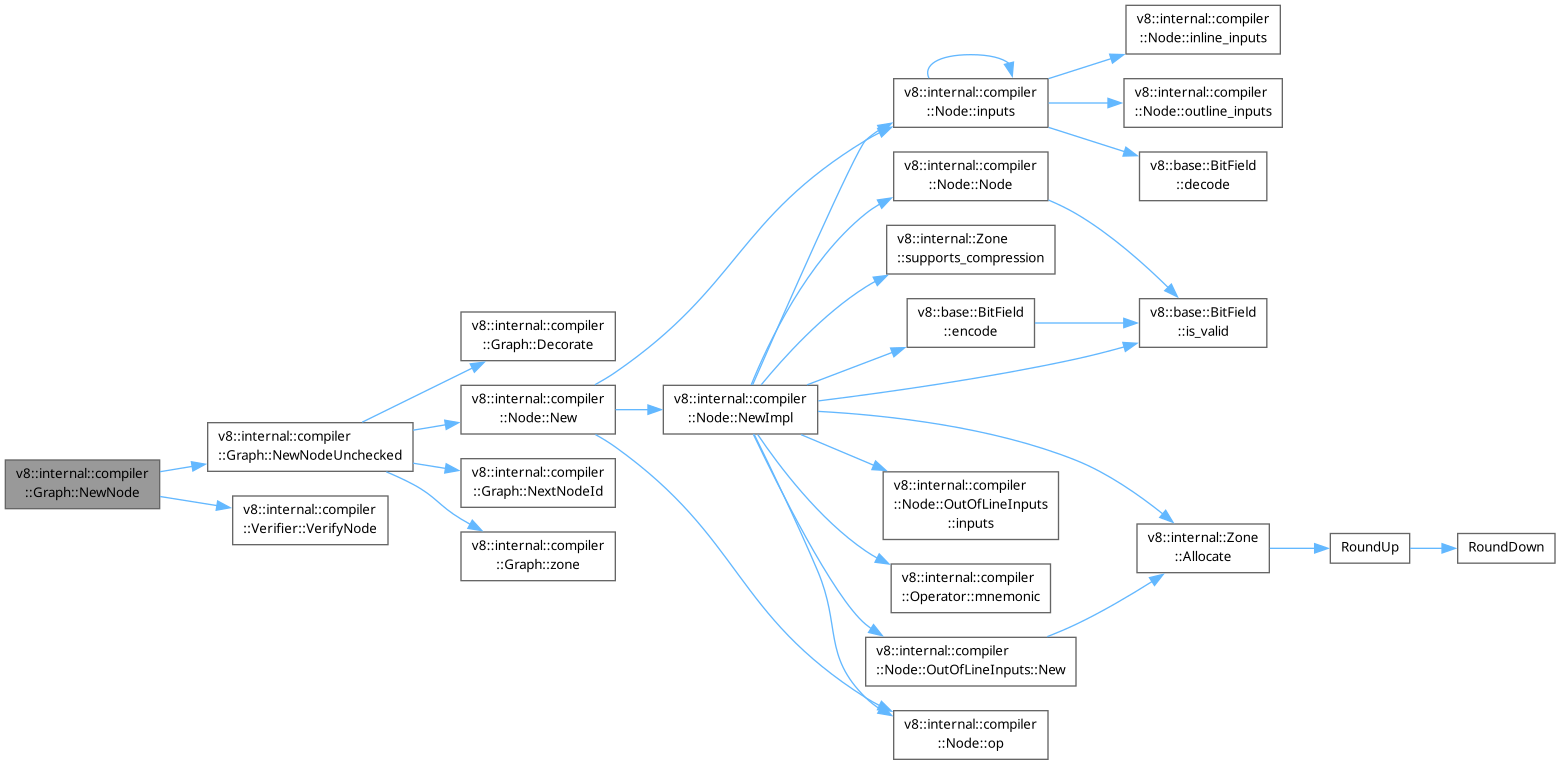 v8::internal::compiler
::Graph::NewNode
v8::internal::compiler
::Graph::NewNodeUnchecked
v8::internal::compiler
::Verifier::VerifyNode
v8::internal::compiler
::Graph::Decorate
v8::internal::compiler
::Node::New
v8::internal::compiler
::Graph::NextNodeId
v8::internal::compiler
::Graph::zone
v8::internal::compiler
::Node::NewImpl
v8::internal::compiler
::Node::inputs
v8::internal::compiler
::Node::Node
v8::internal::Zone
::supports_compression
v8::base::BitField
::encode
v8::internal::compiler
::Node::OutOfLineInputs
::inputs
v8::internal::compiler
::Operator::mnemonic
v8::internal::compiler
::Node::OutOfLineInputs::New
v8::internal::compiler
::Node::op
v8::internal::compiler
::Node::inline_inputs
v8::internal::compiler
::Node::outline_inputs
v8::base::BitField
::decode
v8::base::BitField
::is_valid
v8::internal::Zone
::Allocate
RoundUp
RoundDown